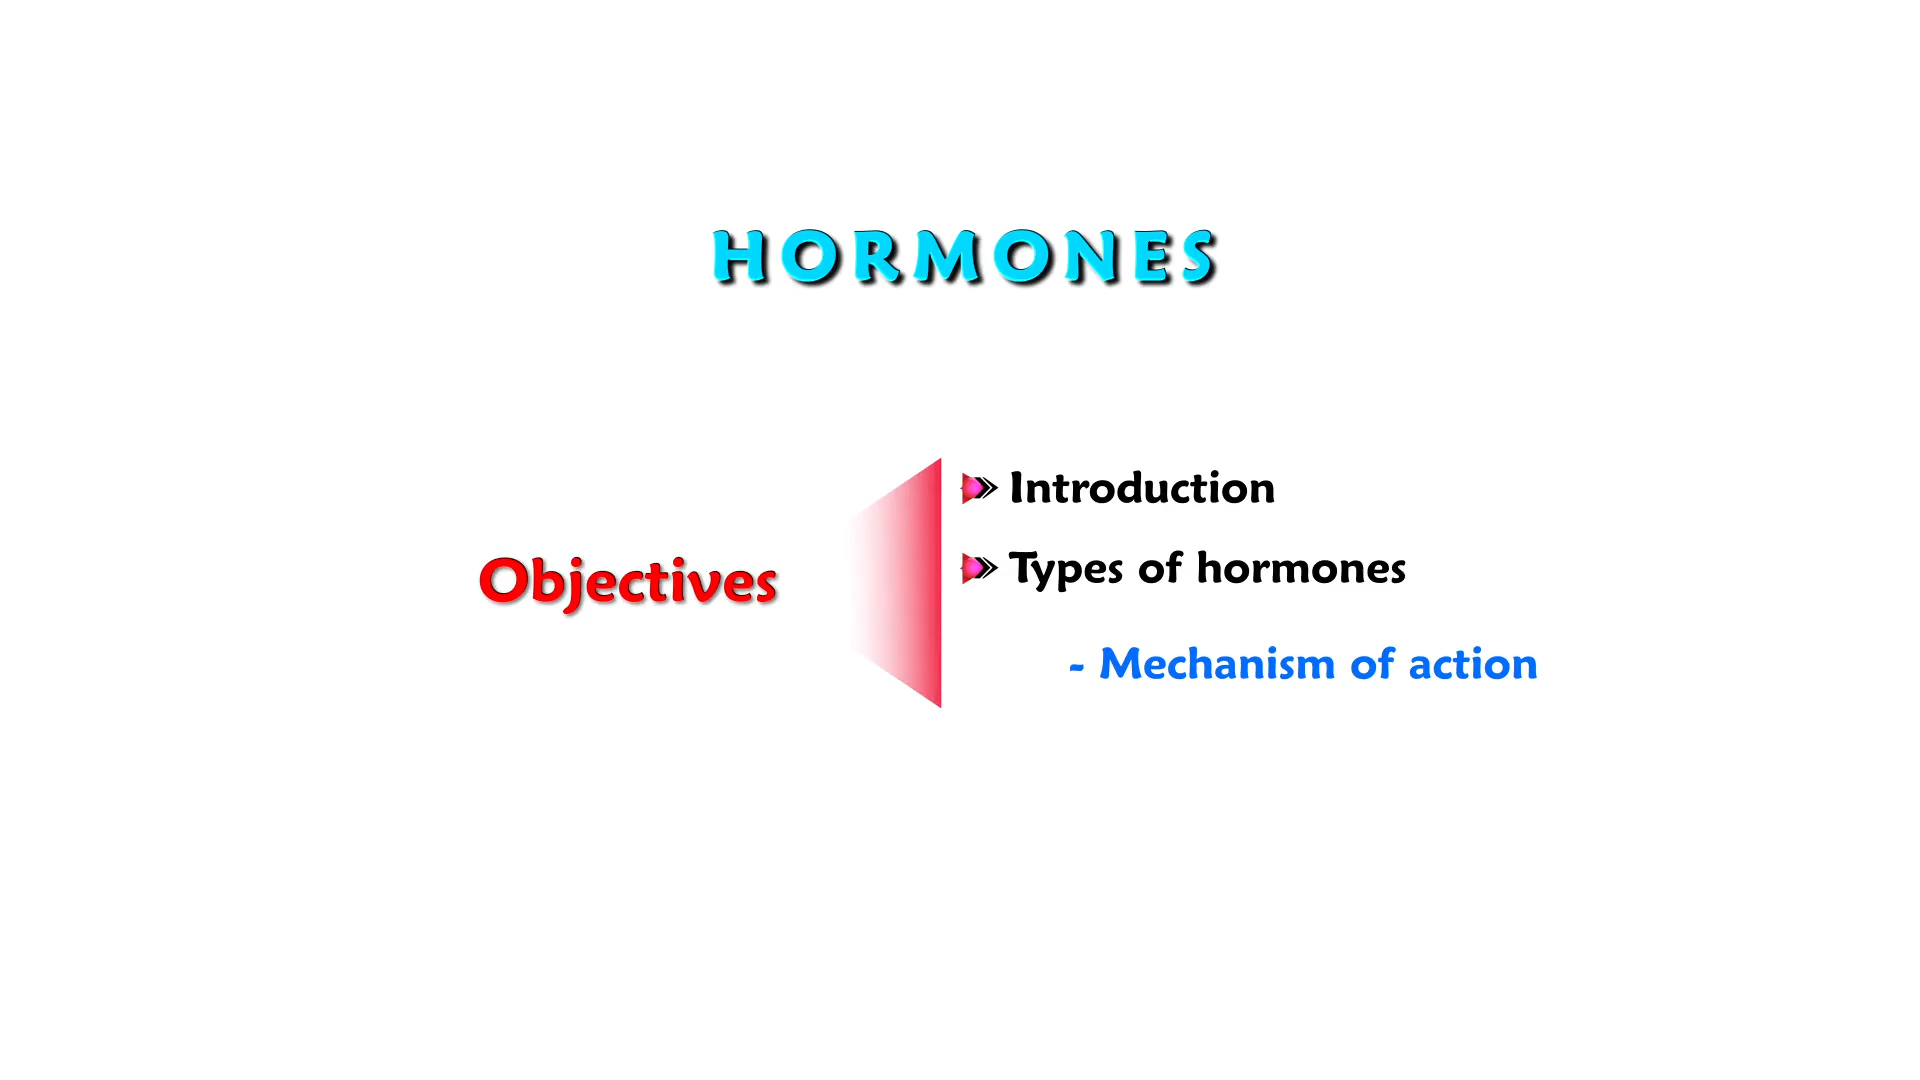 HORMONES
Objectives
Introduction
Types of hormones
- Mechanism of action